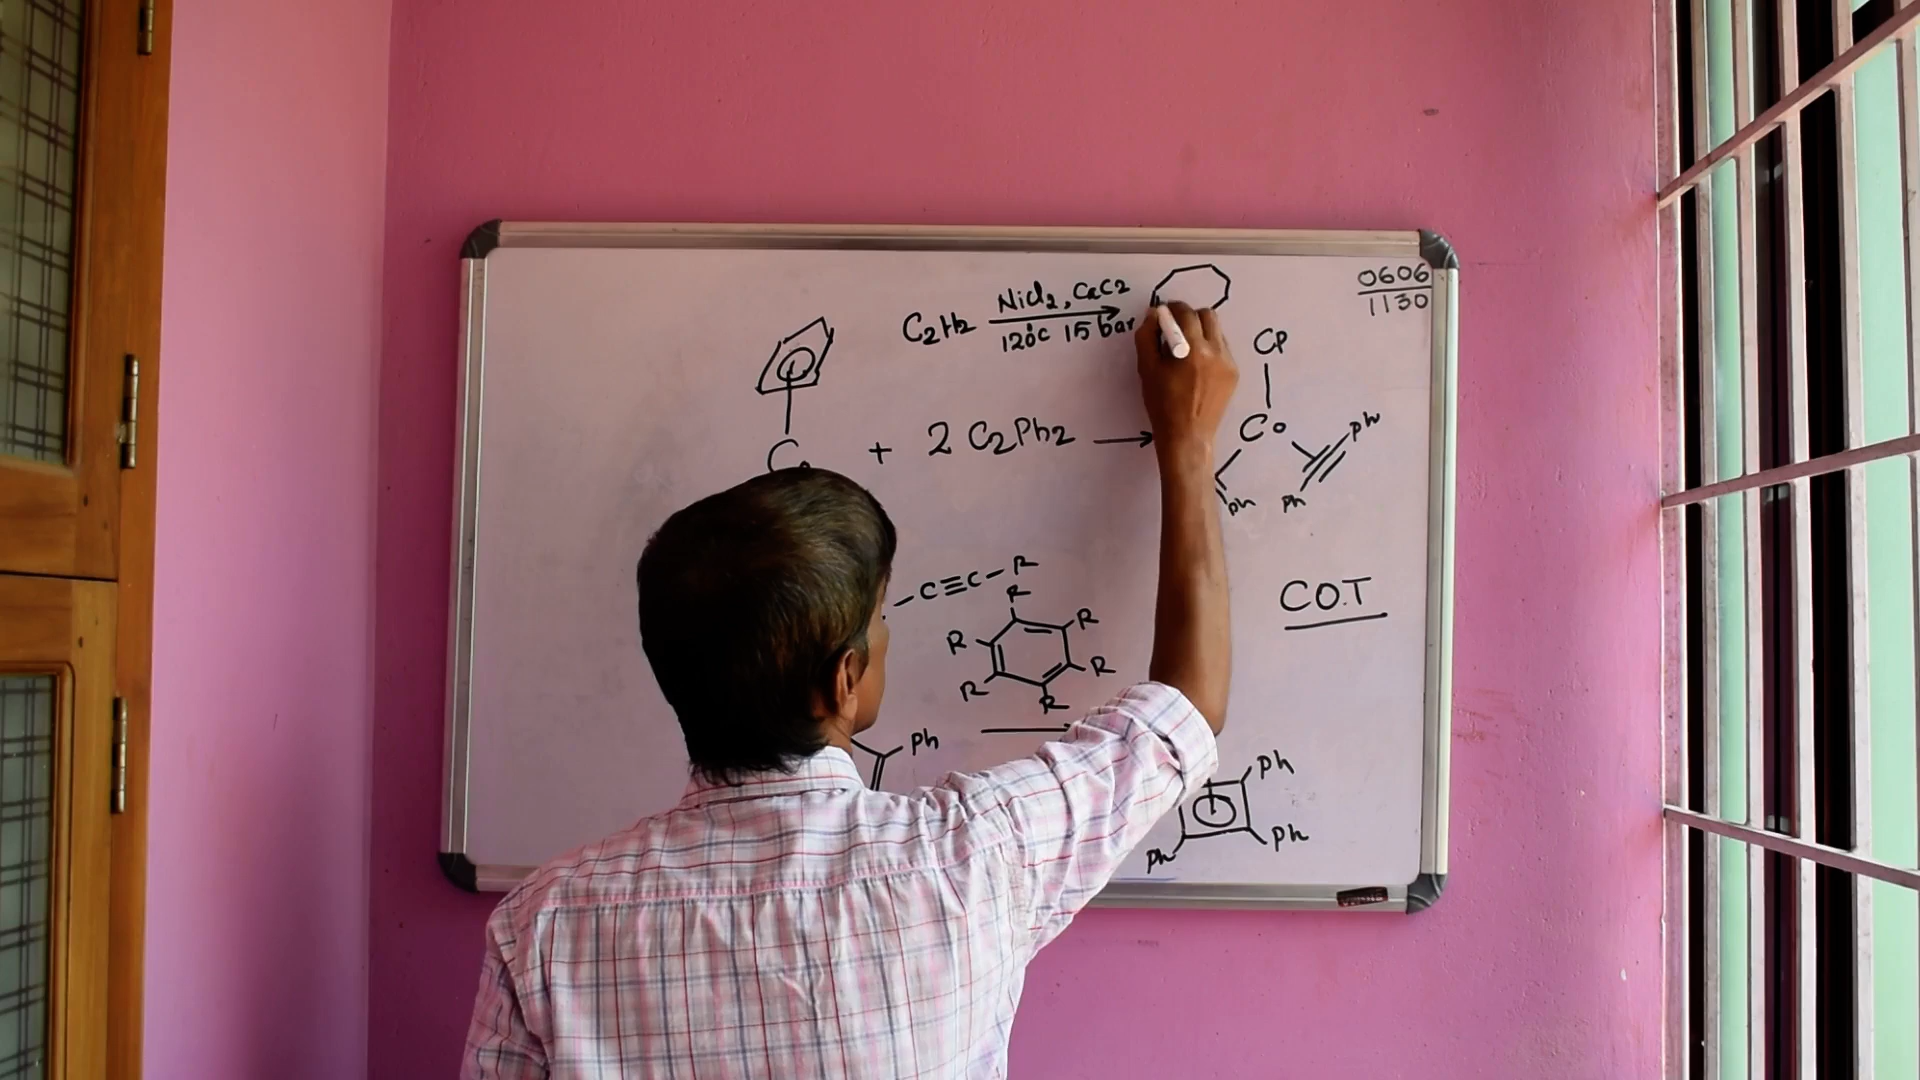 0606
1130
NiCl2, CaC2
C2H2
120°C 15 bar
CP
+ 2 C2Ph2 →
Co
Ph
Ph Ph
C≡C-R
R
R R
R R
R
COT
Ph
Ph
Ph Ph